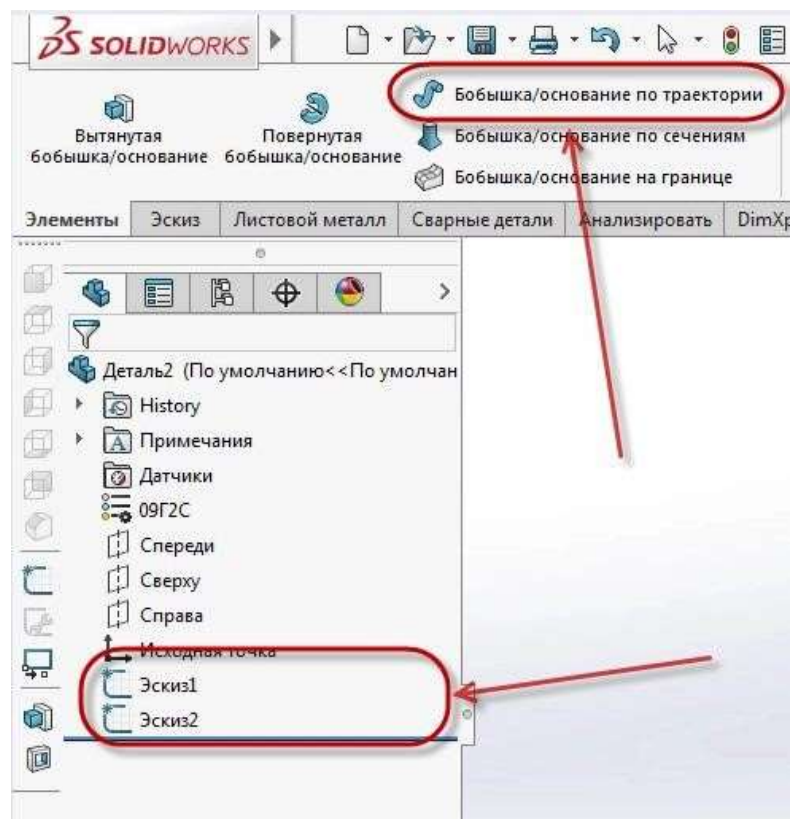 SOLIDWORKS
Бобышка/основание по траектории
Вытянутая
бобышка/основание
Повернутая
бобышка/основание
Бобышка/основание по сечениям
Бобышка/основание на границе
Элементы Эскиз Листовой металл Сварные детали Анализировать DimXp
Деталь2 (По умолчанию<<По умолчан
History
A Примечания
Датчики
09Г2С
Спереди
Сверху
Справа
Исходная точка
Эскиз1
Эскиз2